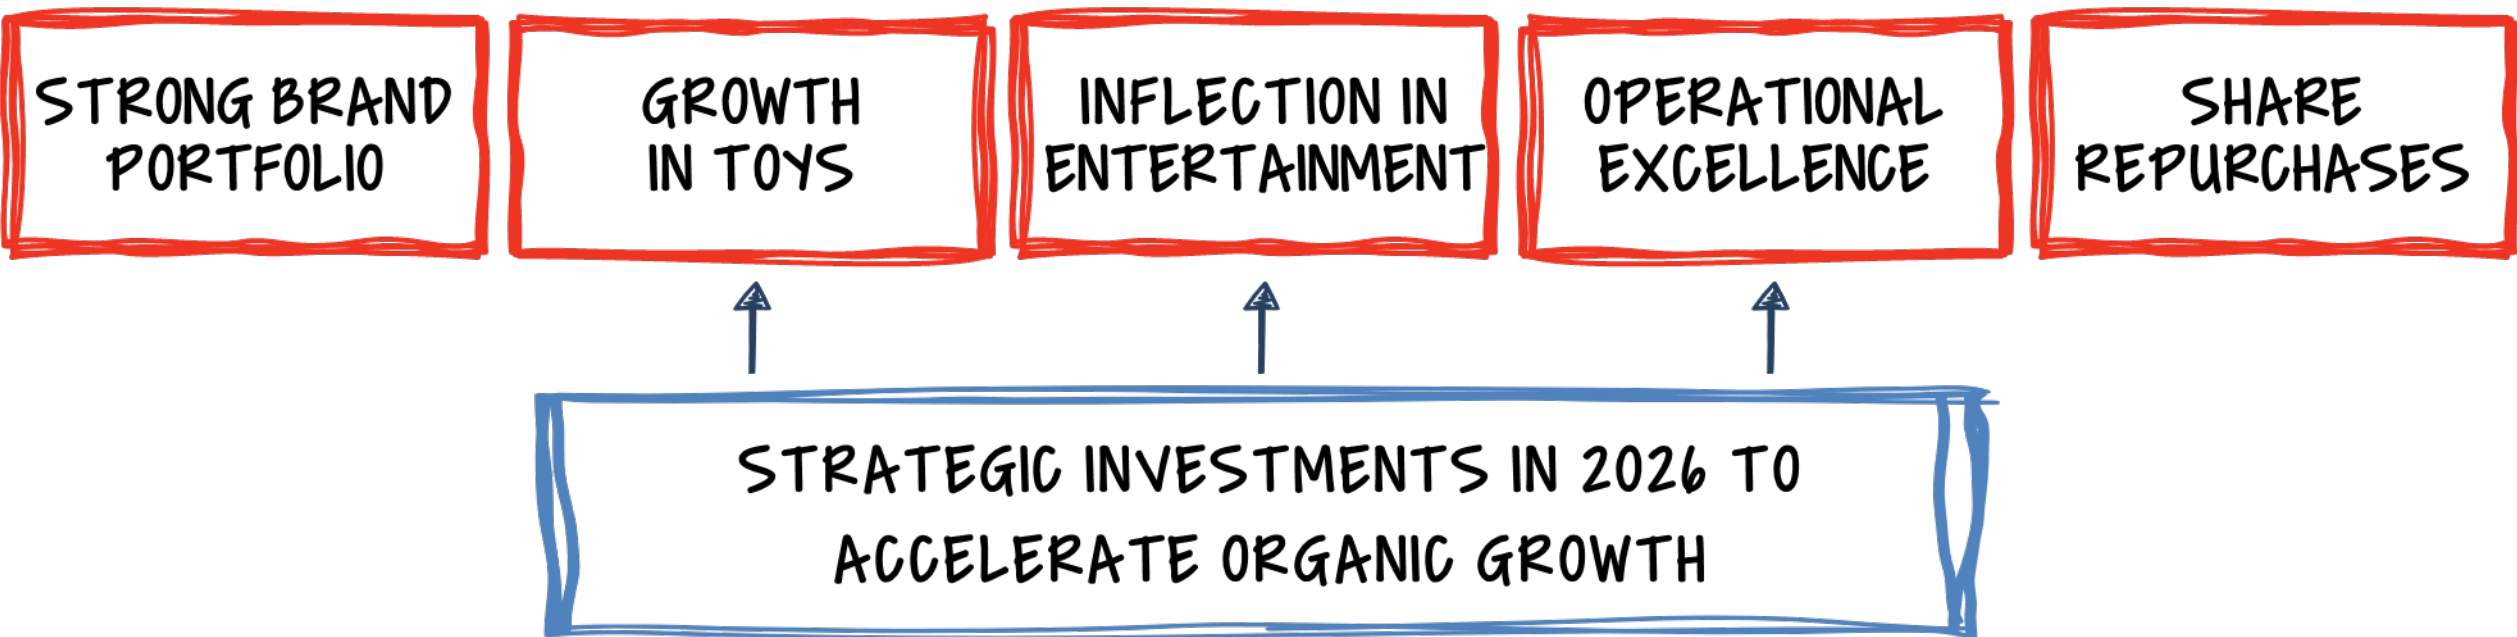 STRONG BRAND
PORTFOLIO
GROWTH
IN TOYS
INFLECTION IN
ENTERTAINMENT
OPERATIONAL
EXCELLENCE
SHARE
REPURCHASES
STRATEGIC INVESTMENTS IN 2026 TO
ACCELERATE ORGANIC GROWTH